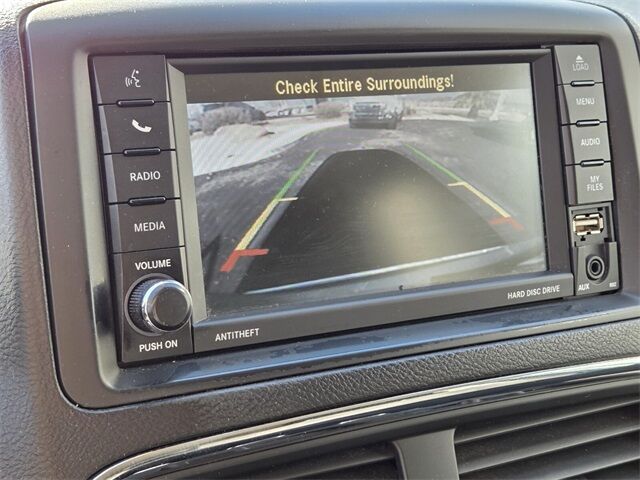 Check Entire Surroundings!
RADIO
MEDIA
VOLUME
PUSH ON
ANTITHEFT
HARD DISC DRIVE
LOAD
MENU
AUDIO
MY
FILES
AUX